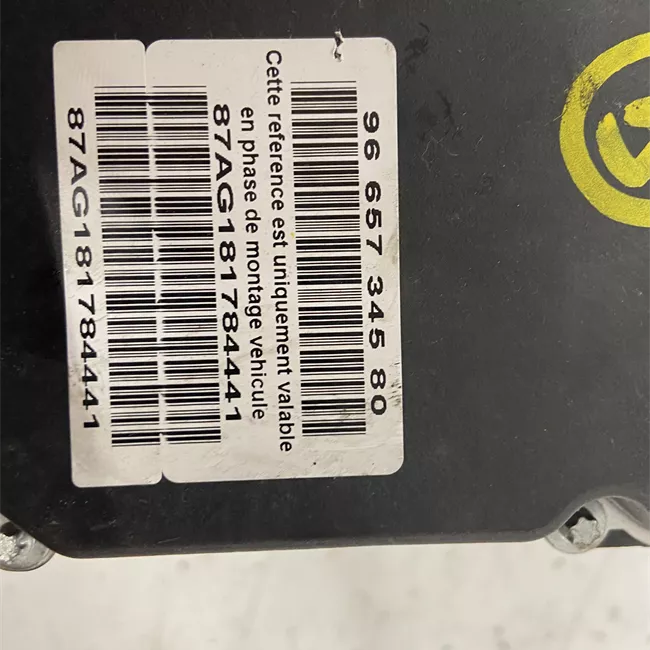 96 657 345 80
Cette reference est uniquement valable
en phase de montage vehicule
87AG181784441
87AG181784441